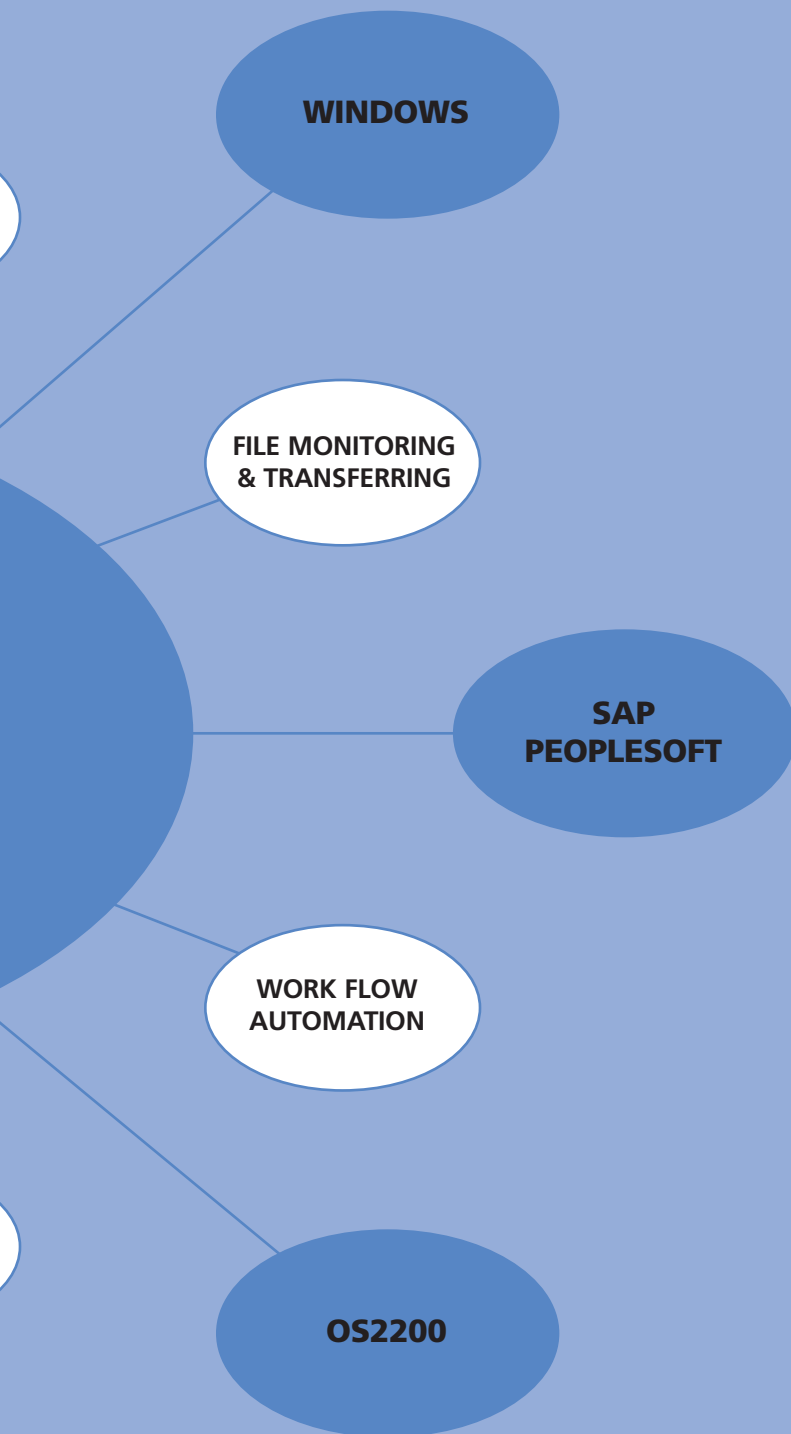 WINDOWS
FILE MONITORING
& TRANSFERRING
SAP
PEOPLESOFT
WORK FLOW
AUTOMATION
OS2200